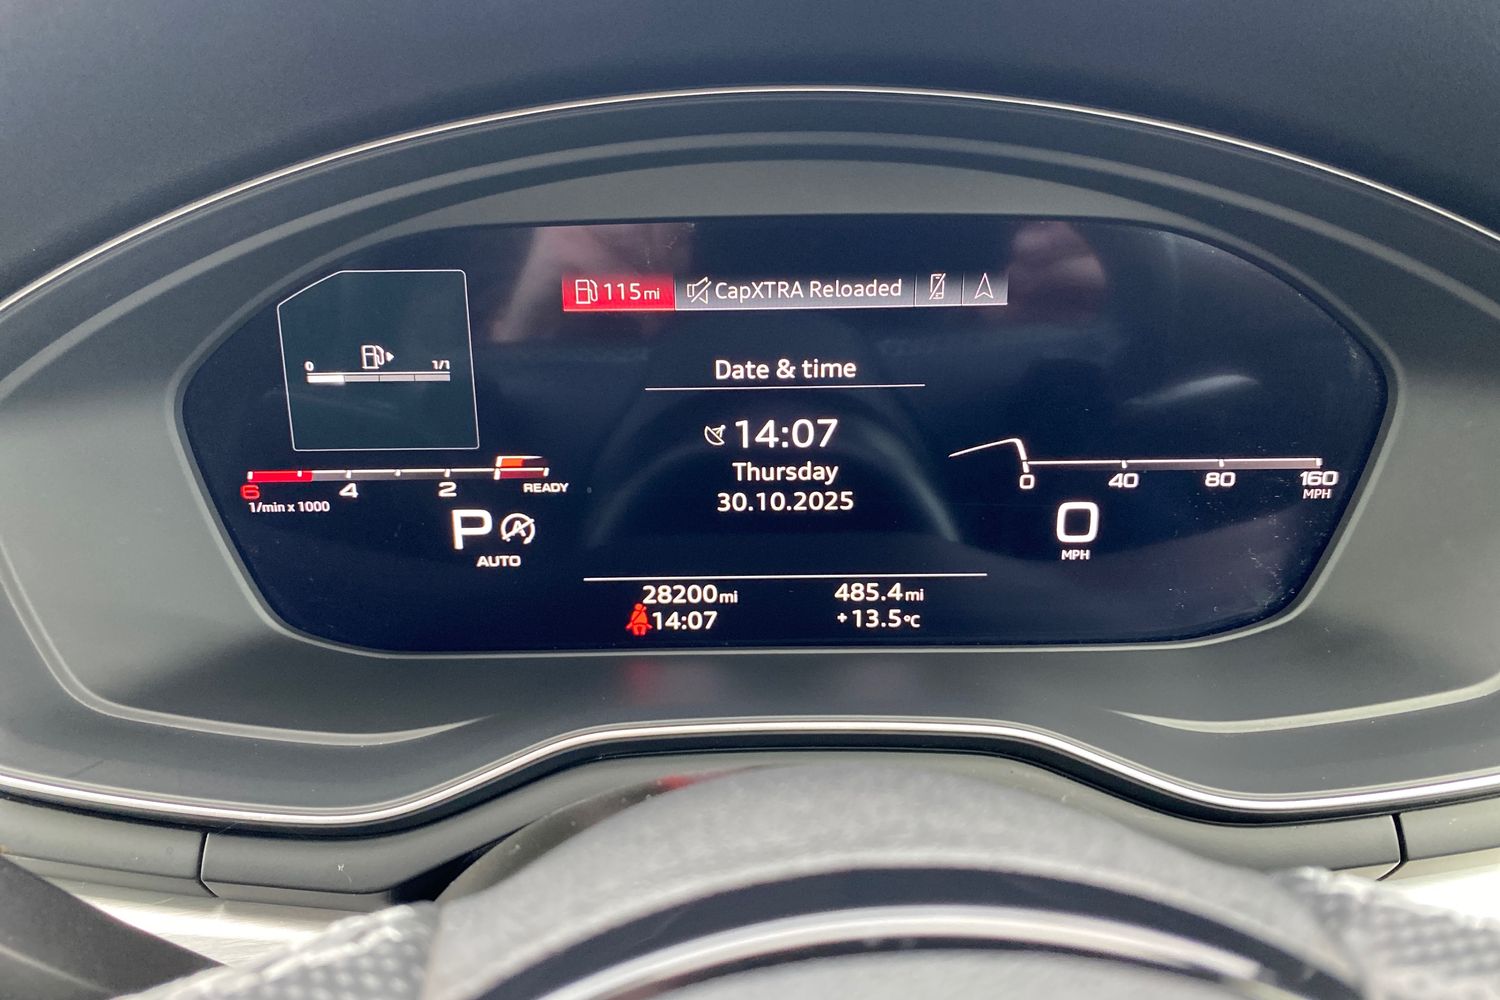 115mi CapXTRA Reloaded
0 1/1
Date & time
14:07
Thursday
30.10.2025
6 4 2 READY
1/min x 1000
0 40 80 160
MPH
P A
AUTO
0
MPH
28200mi 485.4mi
14:07 +13.5°C